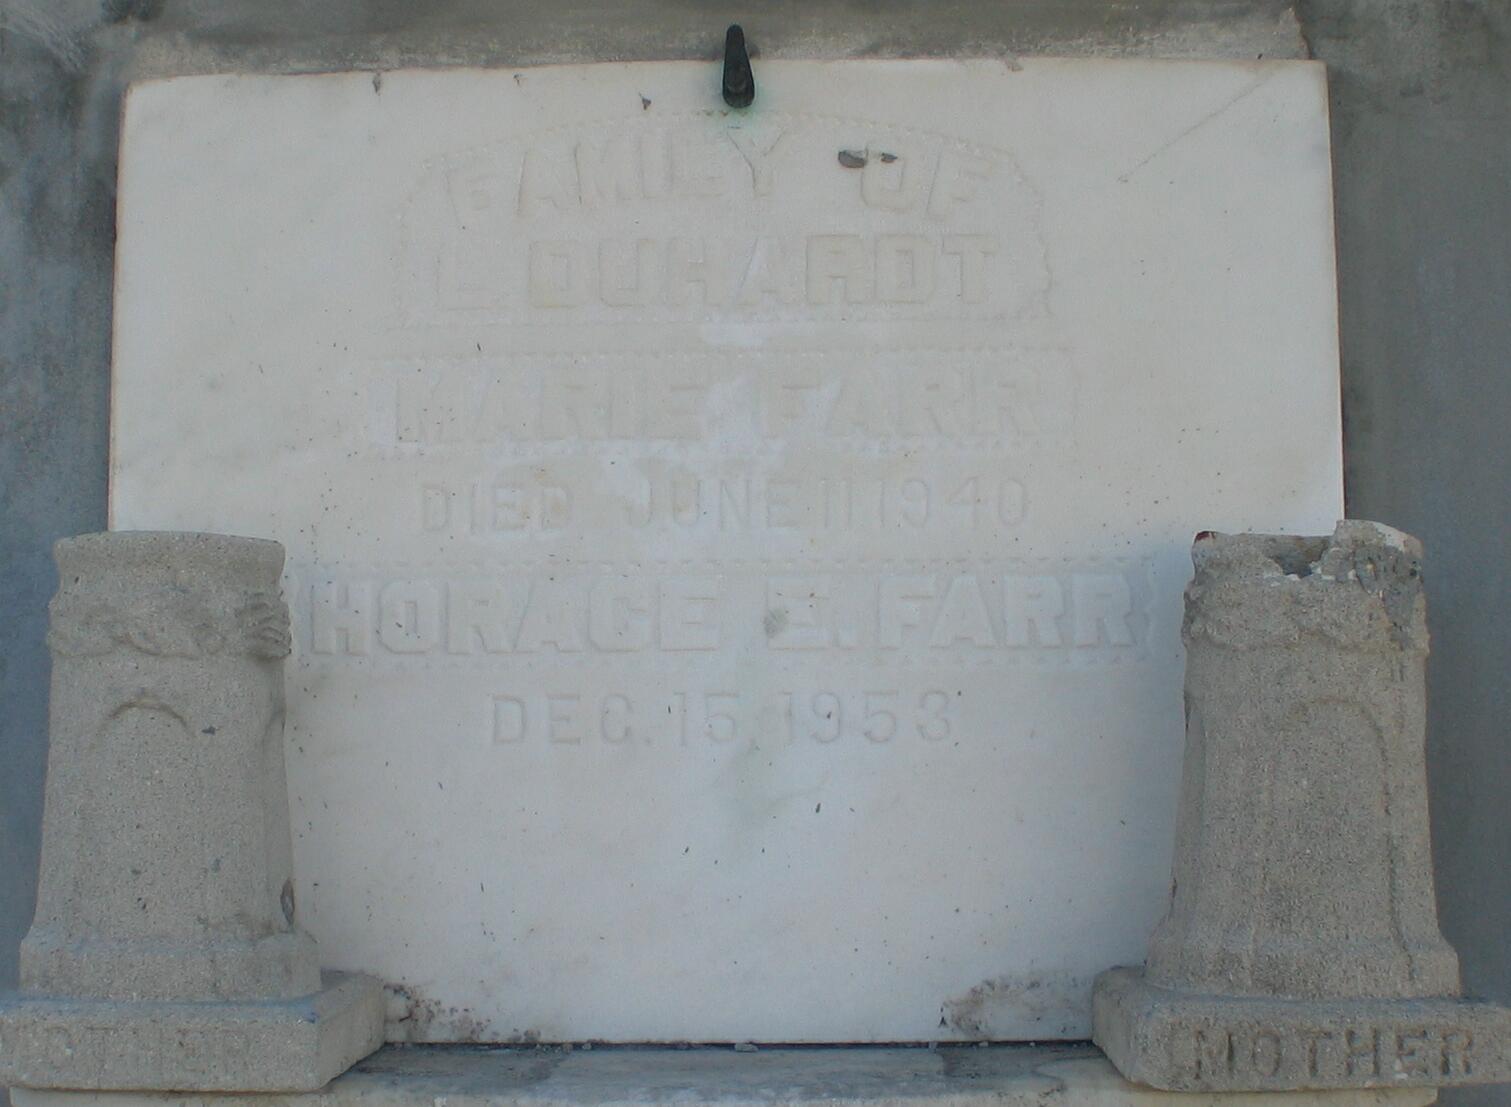 FAMILY OF
L DUHARDT
MARIE FARR
DIED JUNE 11 1940
HORACE E. FARR
DEC. 15, 1953
MOTHER